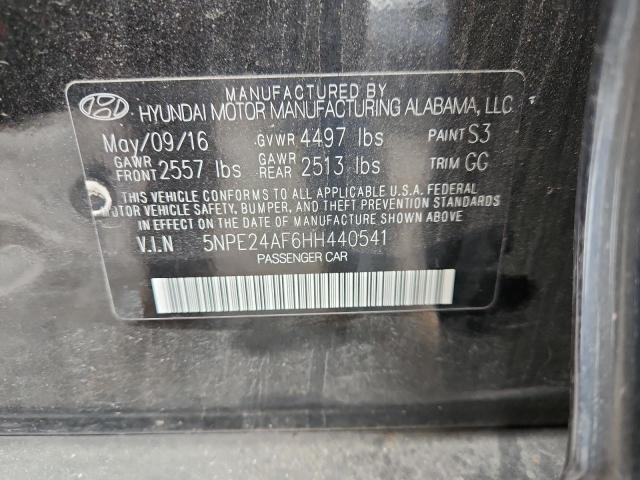 MANUFACTURED BY
HYUNDAI MOTOR MANUFACTURING ALABAMA, LLC
May/09/16 GVWR 4497 lbs PAINT S3
GAWR FRONT 2557 lbs GAWR REAR 2513 lbs TRIM GG
THIS VEHICLE CONFORMS TO ALL APPLICABLE U.S.A. FEDERAL
MOTOR VEHICLE SAFETY, BUMPER, AND THEFT PREVENTION STANDARDS
IN EFFECT ON THE DATE OF MANUFACTURE SHOWN ABOVE
V.I.N 5NPE24AF6HH440541
PASSENGER CAR